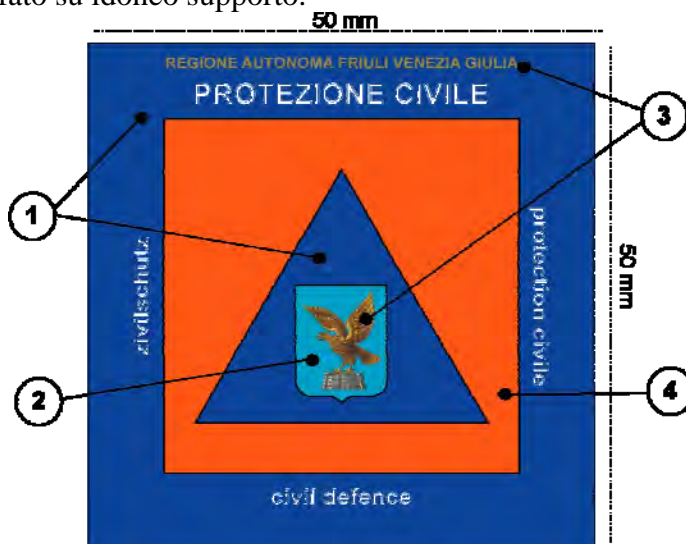 rato su idoneo supporto.
50 mm
REGIONE AUTONOMA FRIULI VENEZIA GIULIA
PROTEZIONE CIVILE
3
1
zivilschutz
protection civile
50 mm
2
4
civil defence